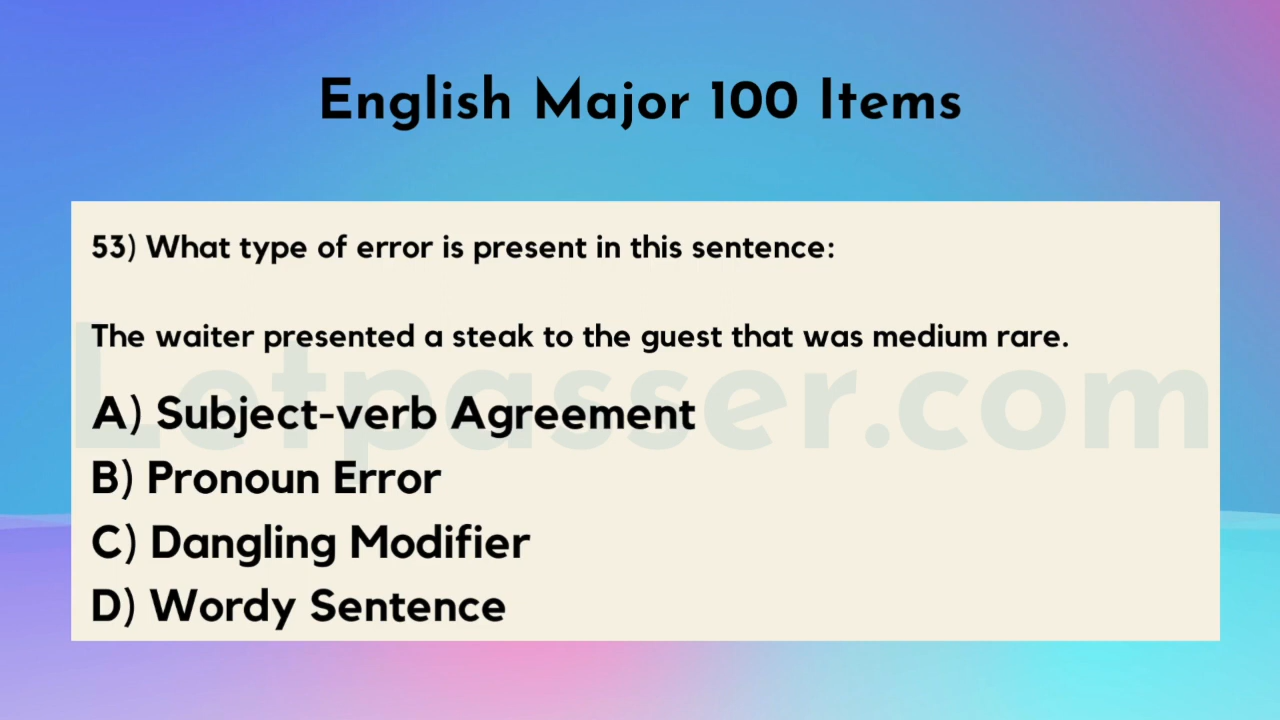 English Major 100 Items
53) What type of error is present in this sentence:
The waiter presented a steak to the guest that was medium rare.
Letpasser.com
A) Subject-verb Agreement
B) Pronoun Error
C) Dangling Modifier
D) Wordy Sentence